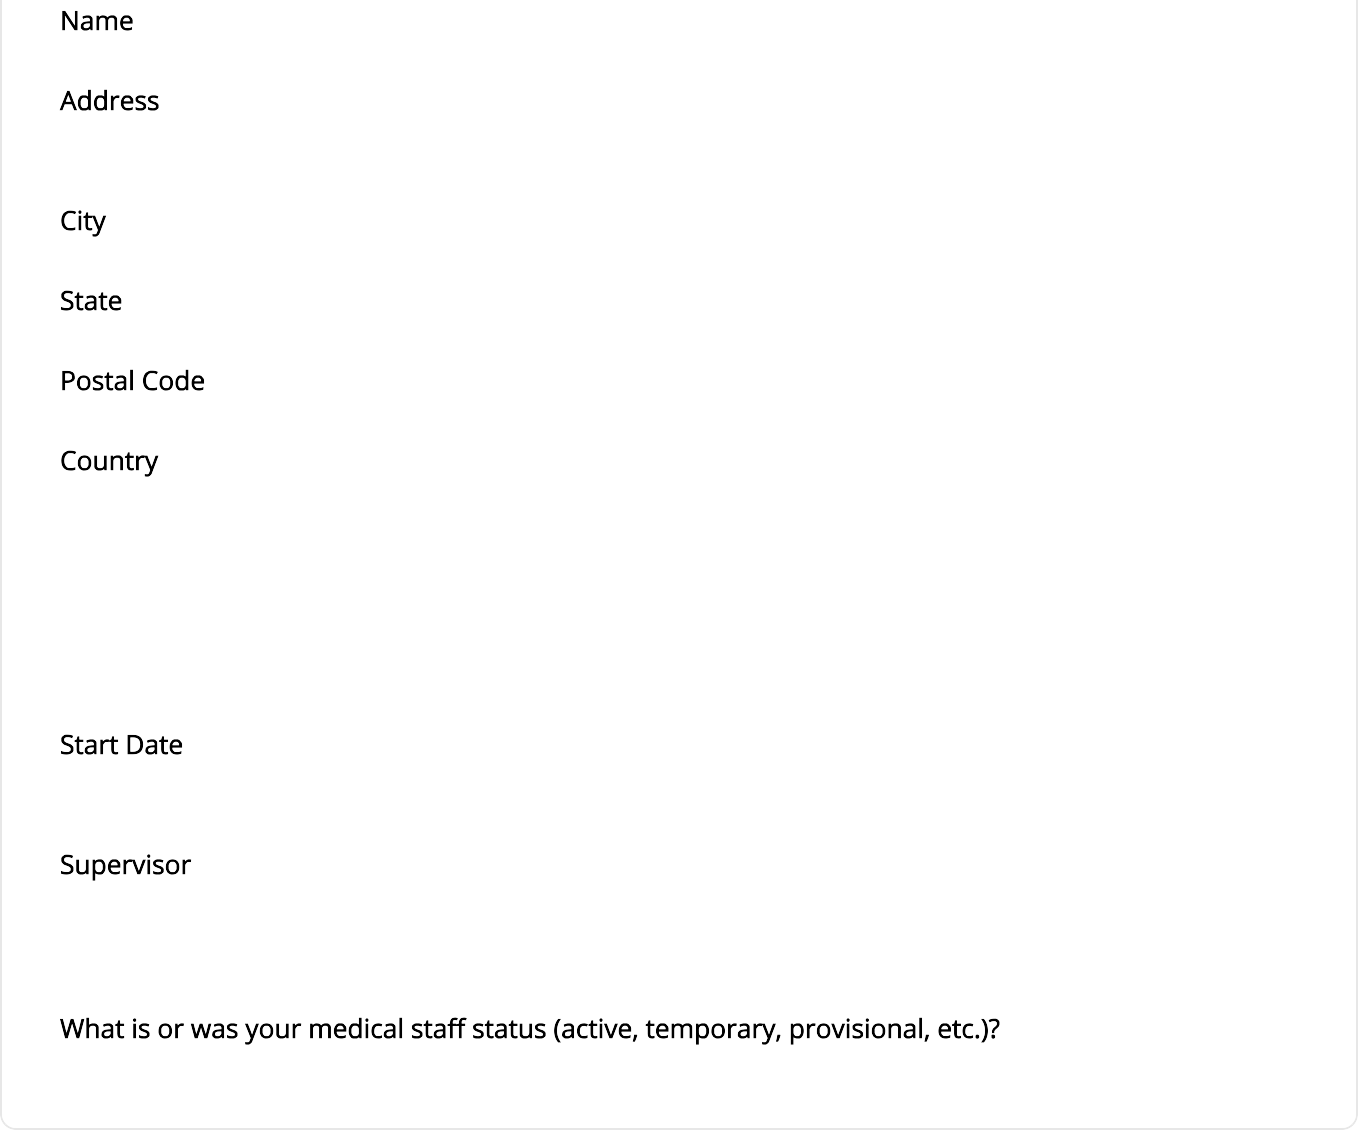 Name
Address
City
State
Postal Code
Country
Start Date
Supervisor
What is or was your medical staff status (active, temporary, provisional, etc.)?